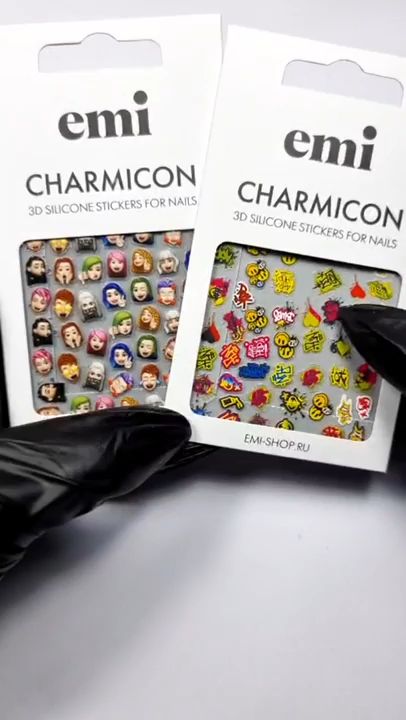 emi
CHARMICON
3D SILICONE STICKERS FOR NAILS
emi
CHARMICON
3D SILICONE STICKERS FOR NAILS
EMI-SHOP.RU